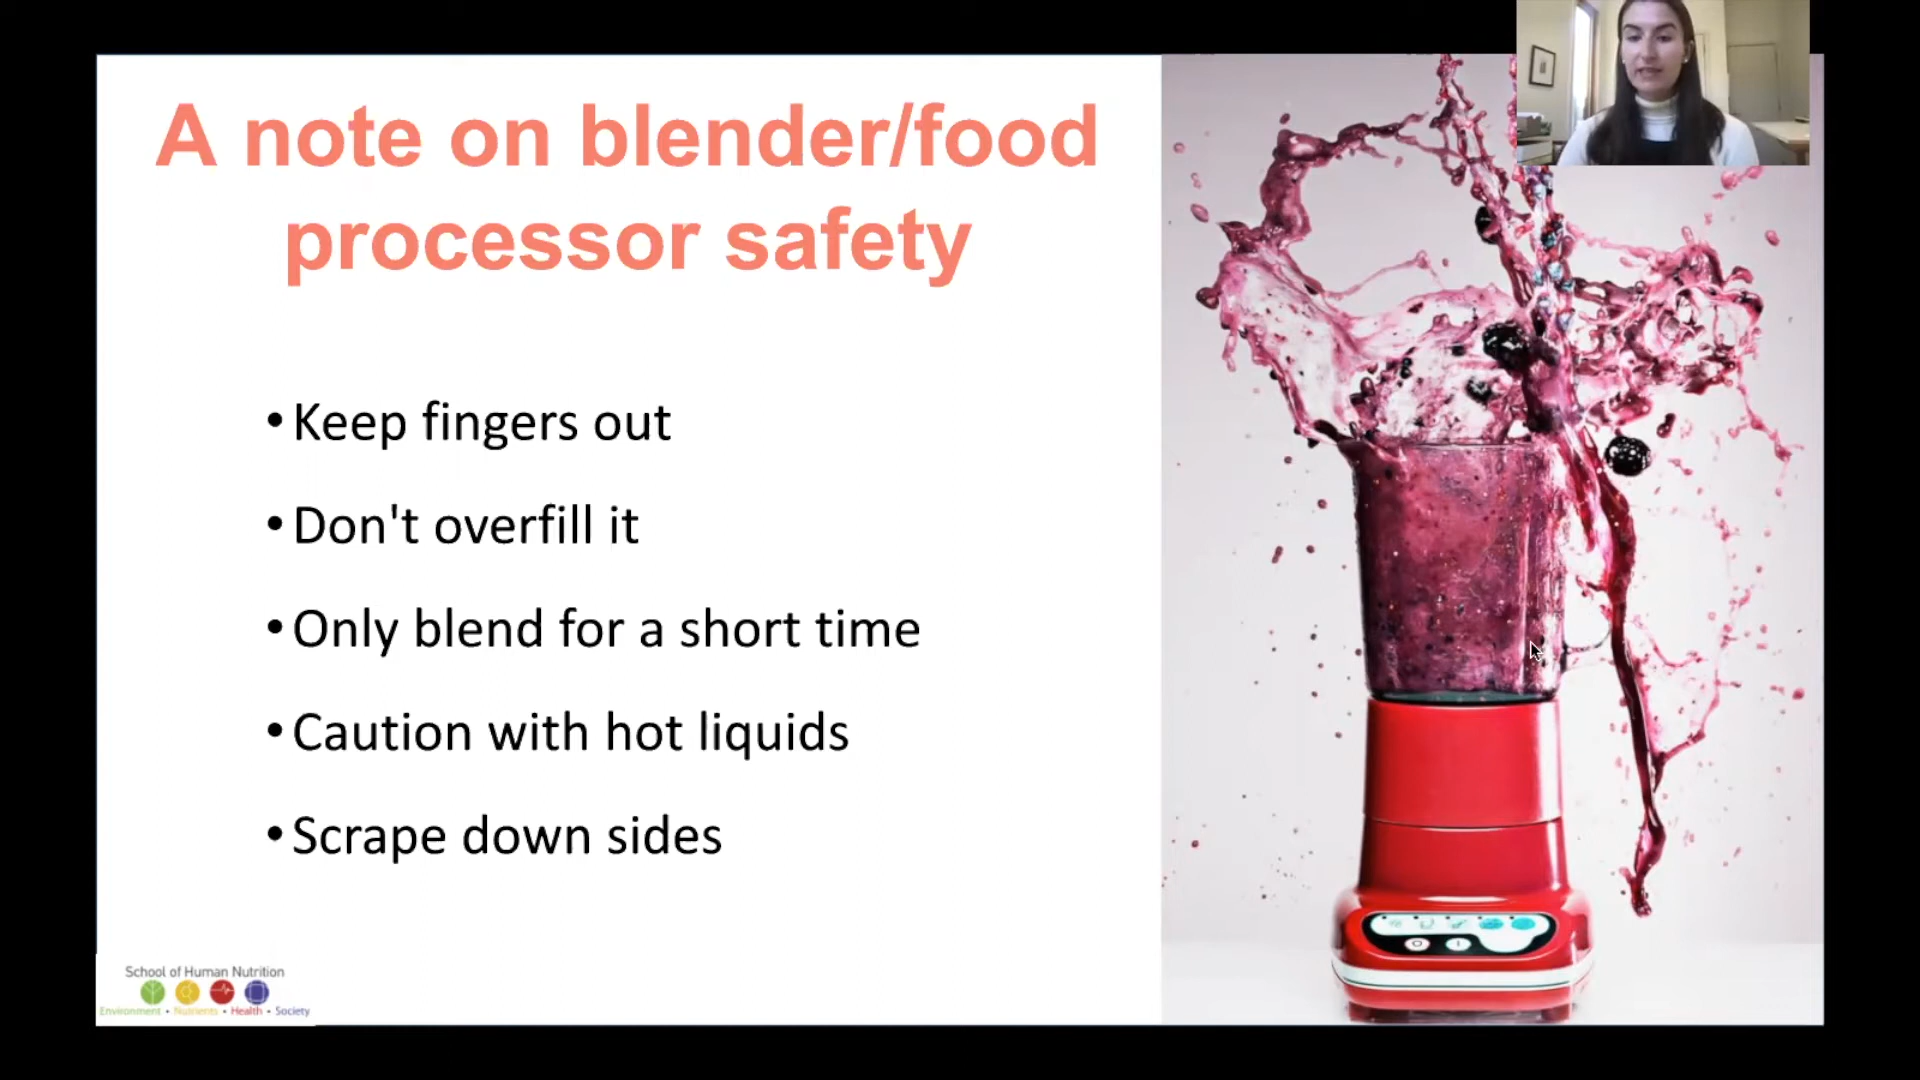 A note on blender/food
processor safety
•Keep fingers out
•Don't overfill it
•Only blend for a short time
•Caution with hot liquids
•Scrape down sides
School of Human Nutrition
Environment • Nutrients • Health • Society